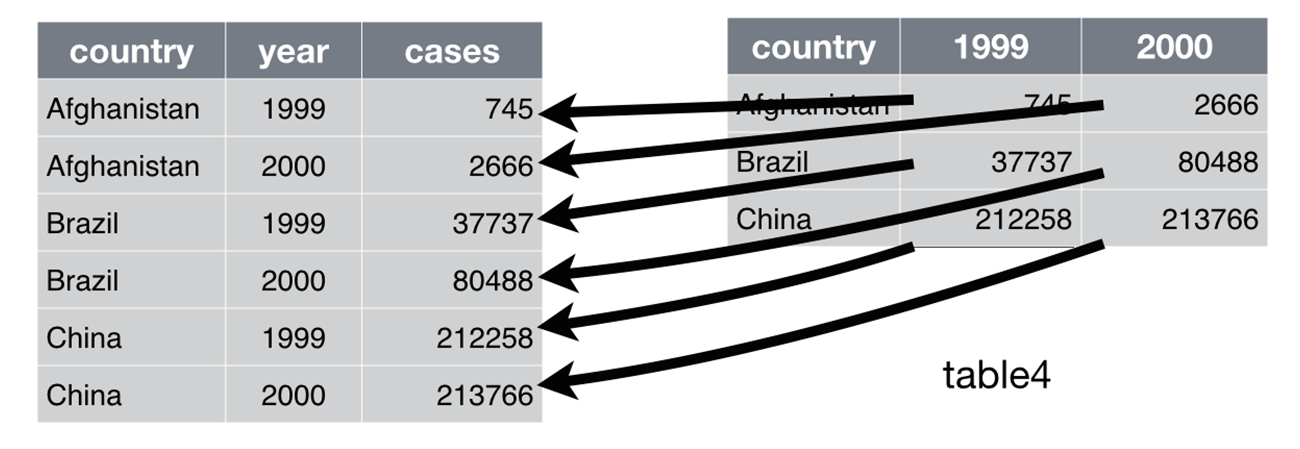 country year cases
Afghanistan 1999 745
Afghanistan 2000 2666
Brazil 1999 37737
Brazil 2000 80488
China 1999 212258
China 2000 213766
country 1999 2000
Afghanistan 745 2666
Brazil 37737 80488
China 212258 213766
table4